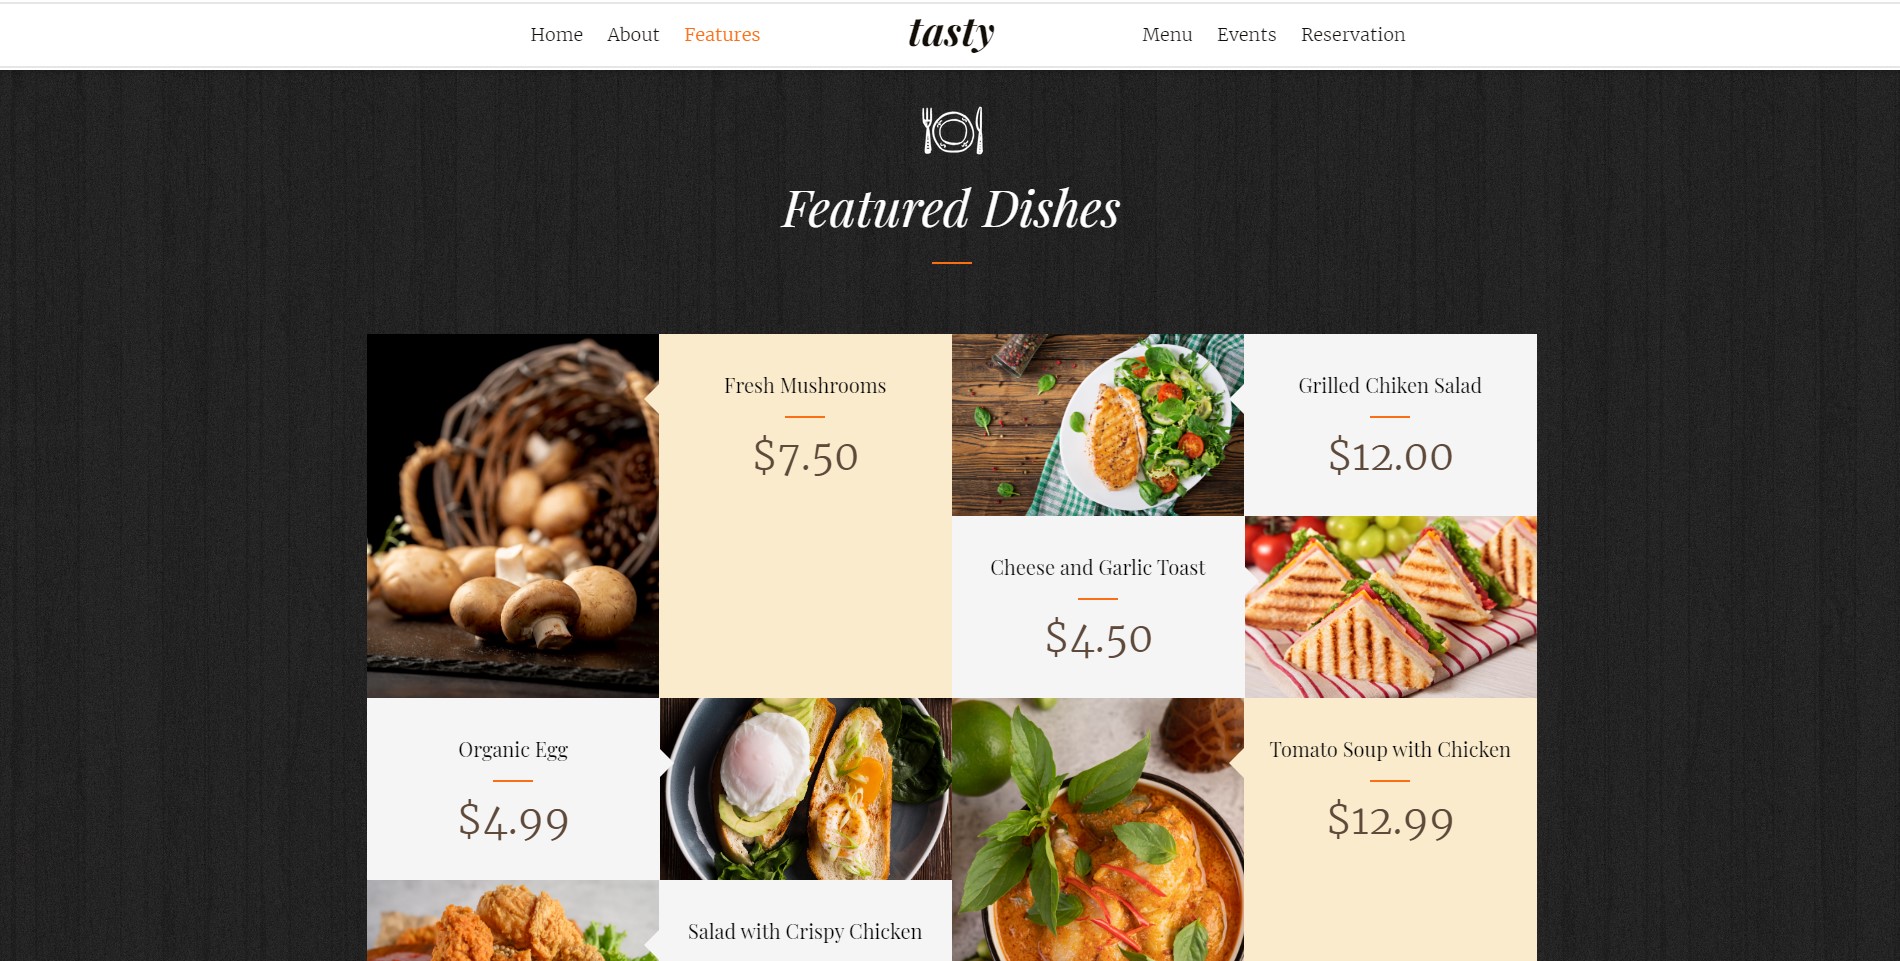 Home About Features tasty Menu Events Reservation
Featured Dishes
Fresh Mushrooms
$7.50
Grilled Chiken Salad
$12.00
Cheese and Garlic Toast
$4.50
Organic Egg
$4.99
Tomato Soup with Chicken
$12.99
Salad with Crispy Chicken